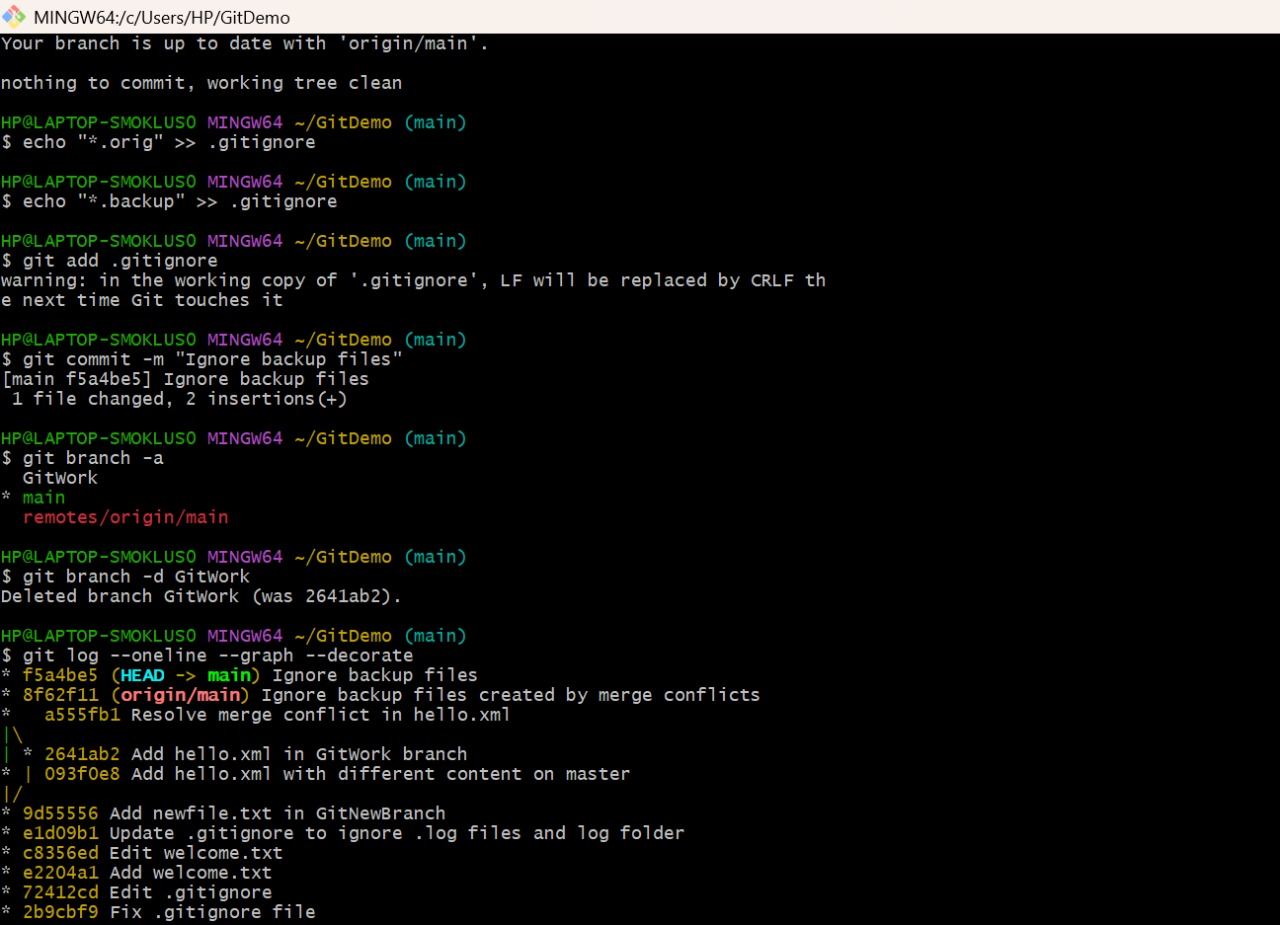 MINGW64:/c/Users/HP/GitDemo
Your branch is up to date with 'origin/main'.
nothing to commit, working tree clean
HP@LAPTOP-SMOKLUS0 MINGW64 ~/GitDemo (main)
$ echo "*.orig" >> .gitignore
HP@LAPTOP-SMOKLUS0 MINGW64 ~/GitDemo (main)
$ echo "*.backup" >> .gitignore
HP@LAPTOP-SMOKLUS0 MINGW64 ~/GitDemo (main)
$ git add .gitignore
warning: in the working copy of '.gitignore', LF will be replaced by CRLF th
e next time Git touches it
HP@LAPTOP-SMOKLUS0 MINGW64 ~/GitDemo (main)
$ git commit -m "Ignore backup files"
[main f5a4be5] Ignore backup files
 1 file changed, 2 insertions(+)
HP@LAPTOP-SMOKLUS0 MINGW64 ~/GitDemo (main)
$ git branch -a
  GitWork
* main
  remotes/origin/main
HP@LAPTOP-SMOKLUS0 MINGW64 ~/GitDemo (main)
$ git branch -d GitWork
Deleted branch GitWork (was 2641ab2).
HP@LAPTOP-SMOKLUS0 MINGW64 ~/GitDemo (main)
$ git log --oneline --graph --decorate
* f5a4be5 (HEAD -> main) Ignore backup files
* 8f62f11 (origin/main) Ignore backup files created by merge conflicts
*   a555fb1 Resolve merge conflict in hello.xml
|\
| * 2641ab2 Add hello.xml in GitWork branch
* | 093f0e8 Add hello.xml with different content on master
|/
* 9d55556 Add newfile.txt in GitNewBranch
* e1d09b1 Update .gitignore to ignore .log files and log folder
* c8356ed Edit welcome.txt
* e2204a1 Add welcome.txt
* 72412cd Edit .gitignore
* 2b9cbf9 Fix .gitignore file